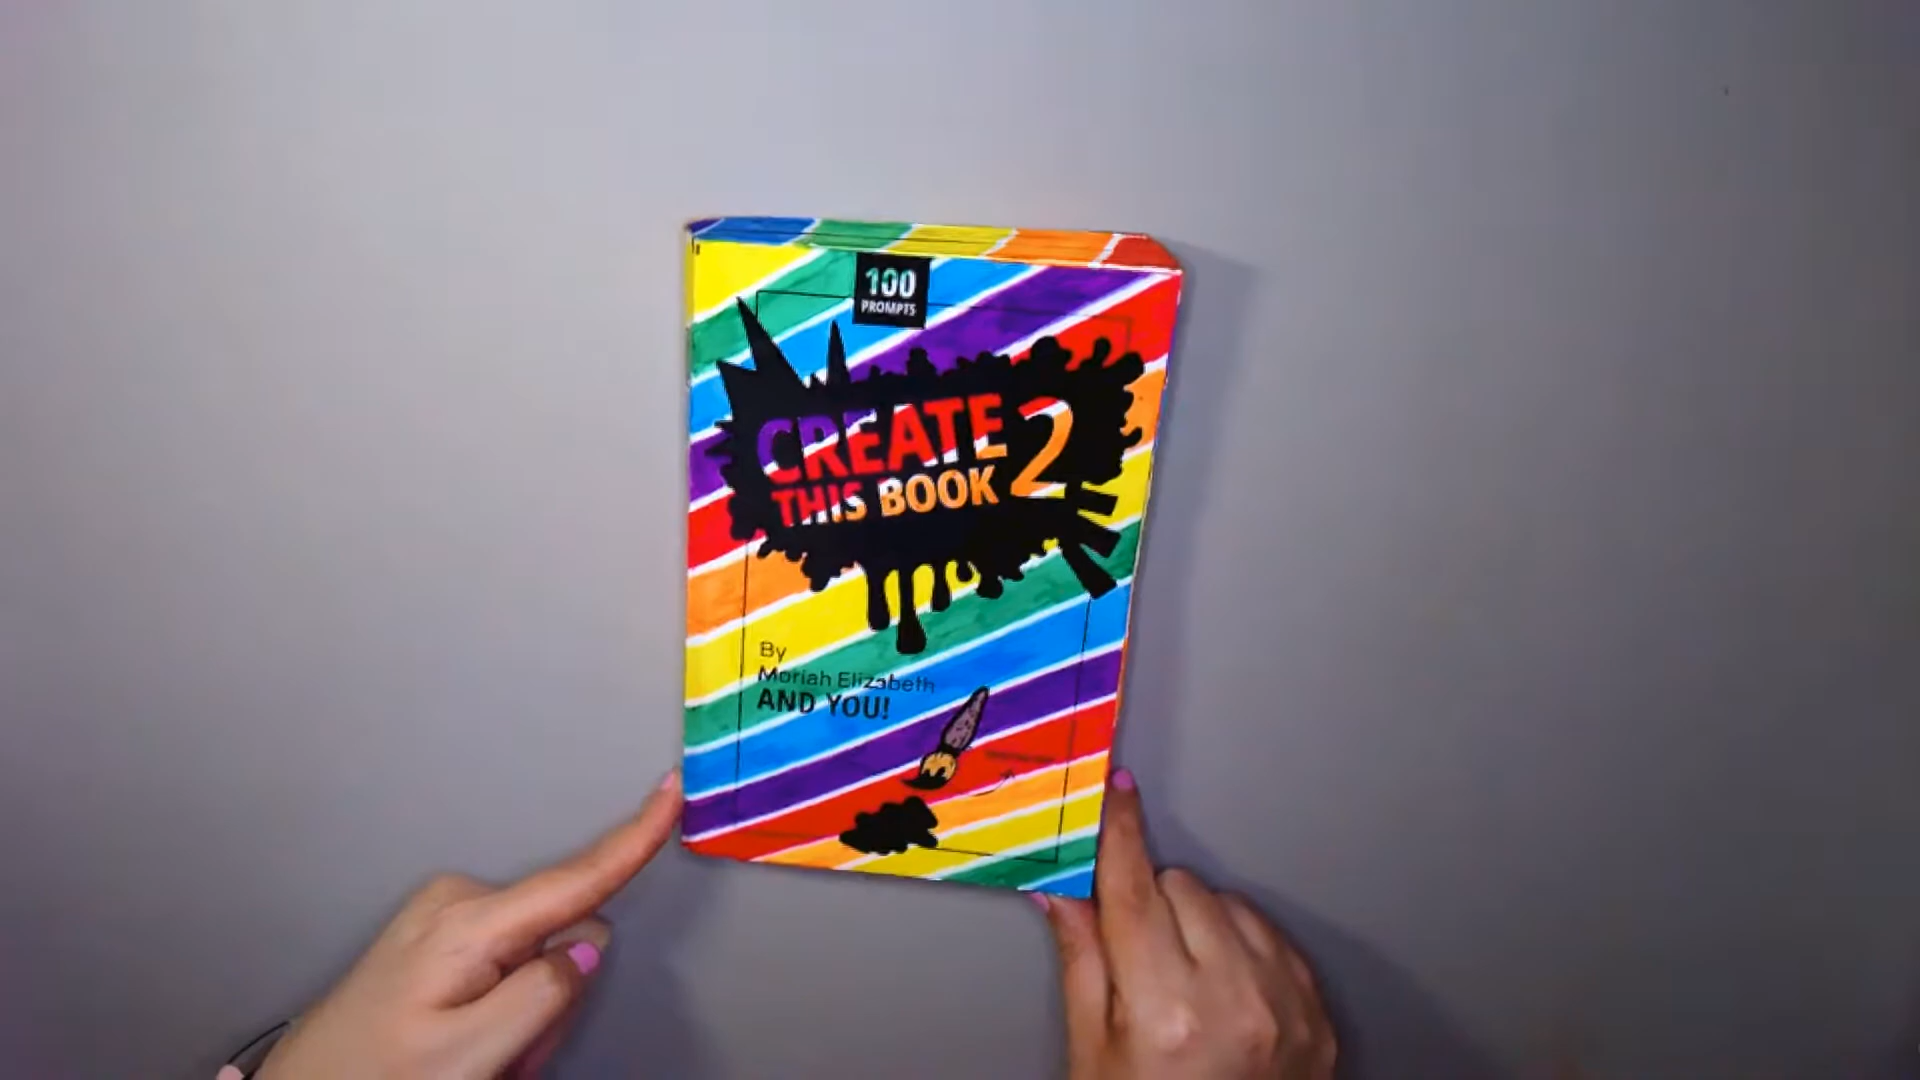 100
PROMPTS
CREATE 2
THIS BOOK
By
Moriah Elizabeth
AND YOU!